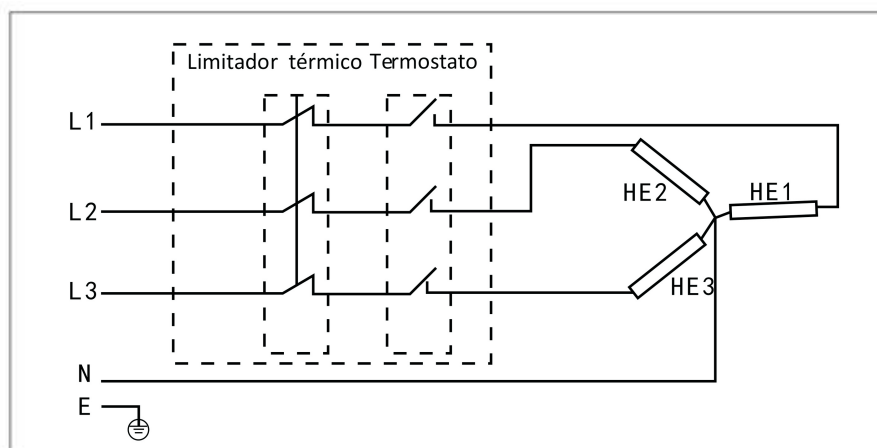 Limitador térmico Termostato
L1
L2
HE2
HE1
L3
HE3
N
E